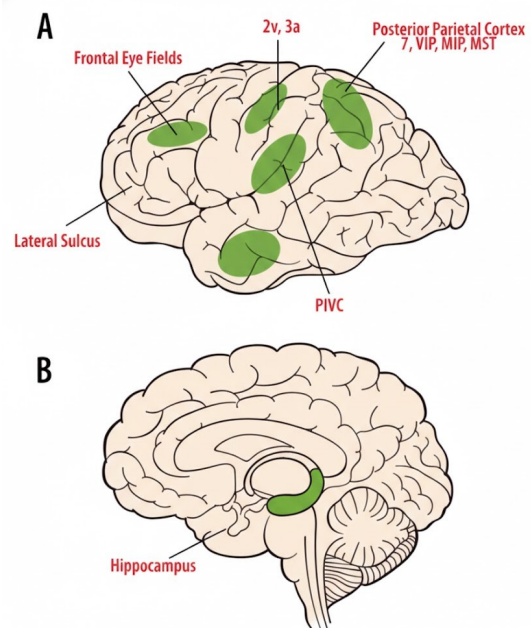 A
2v, 3a
Posterior Parietal Cortex
7, VIP, MIP, MST
Frontal Eye Fields
Lateral Sulcus
PIVC
B
Hippocampus